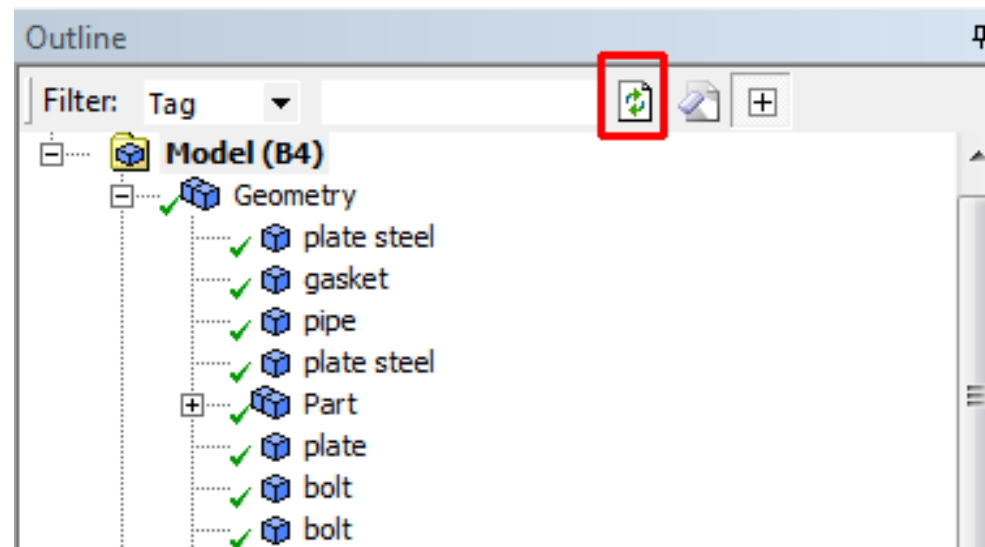 Outline
Filter: Tag
Model (B4)
Geometry
plate steel
gasket
pipe
plate steel
Part
plate
bolt
bolt